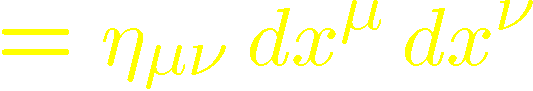 = η_{μν} dx^μ dx^ν